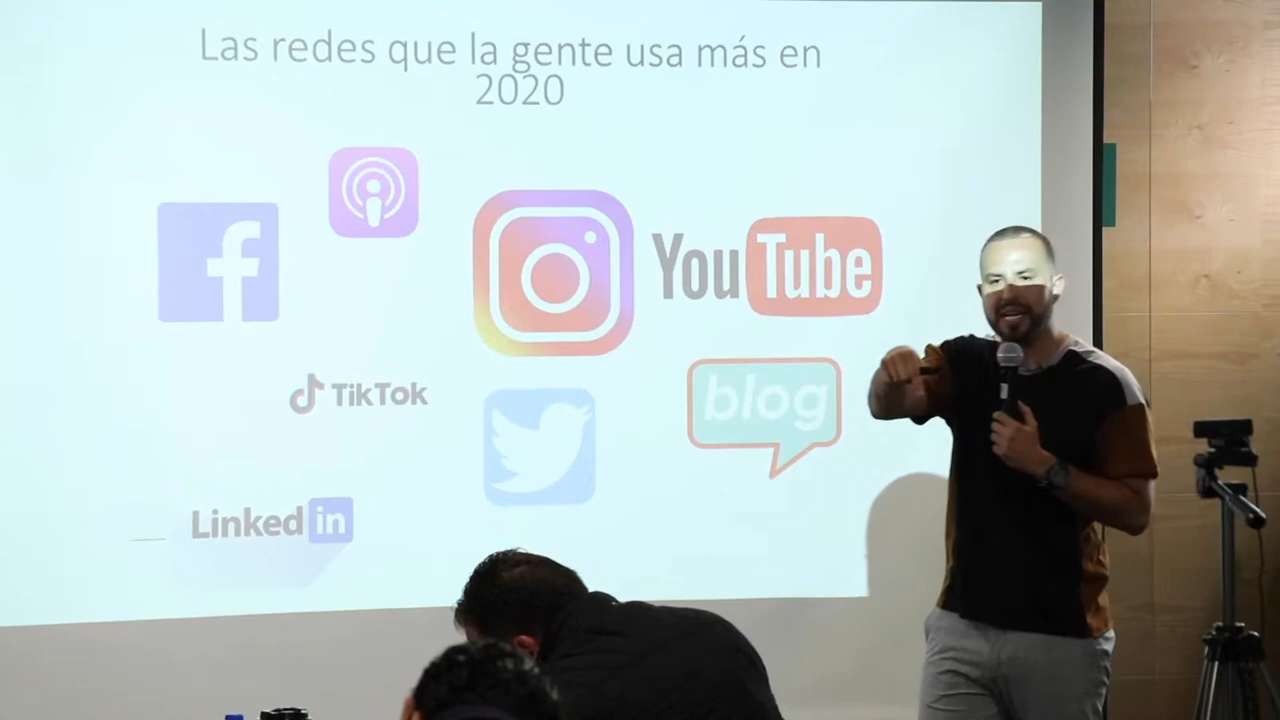 Las redes que la gente usa más en
2020
YouTube
TikTok
blog
Linkedin